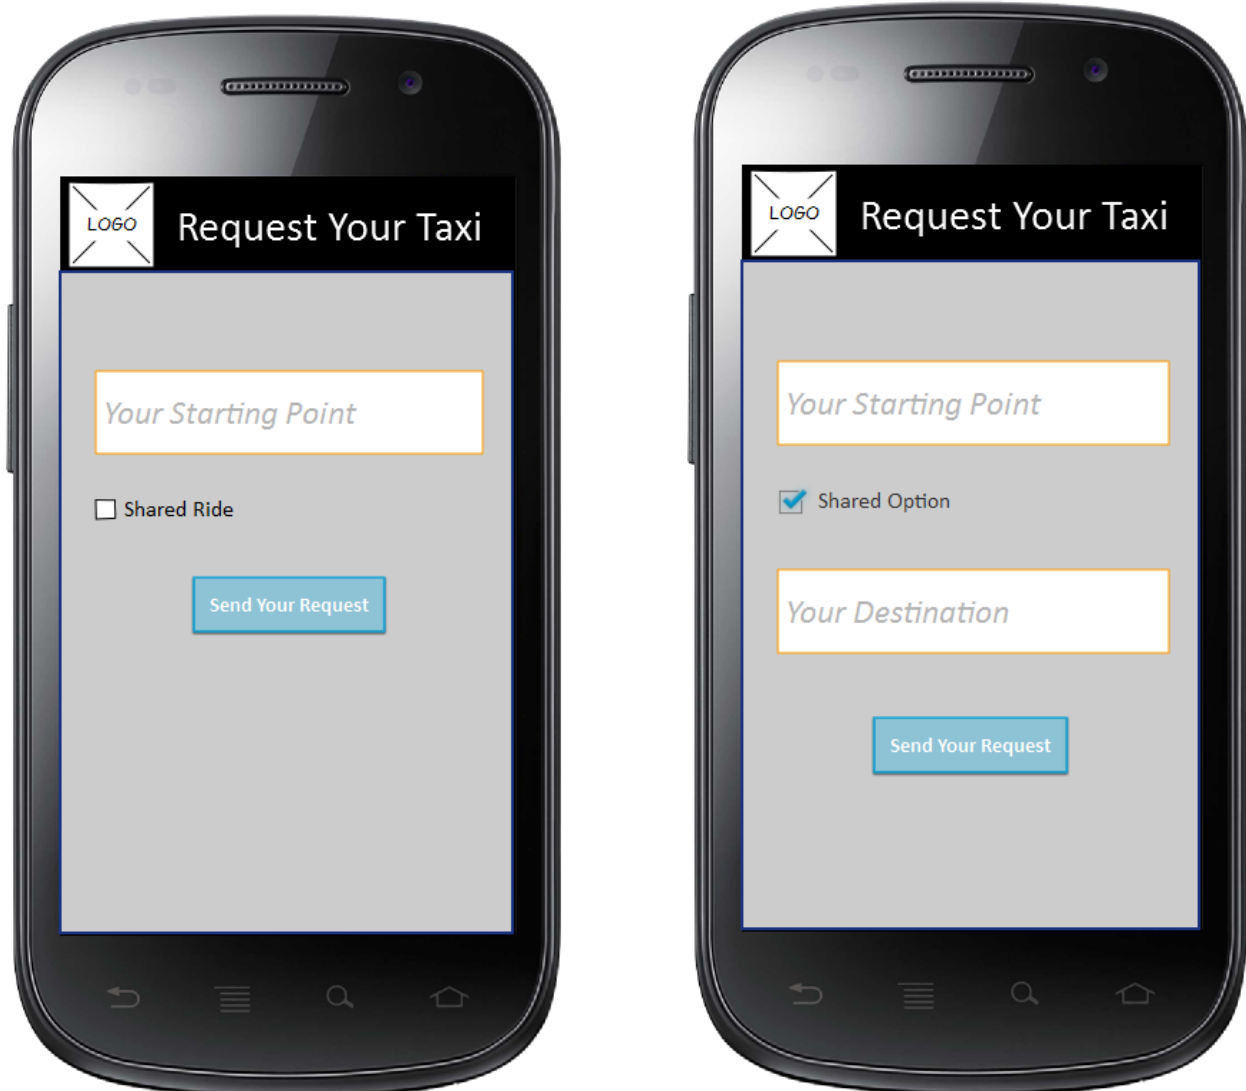 LOGO
Request Your Taxi
Your Starting Point
Shared Ride
Send Your Request
LOGO
Request Your Taxi
Your Starting Point
Shared Option
Your Destination
Send Your Request